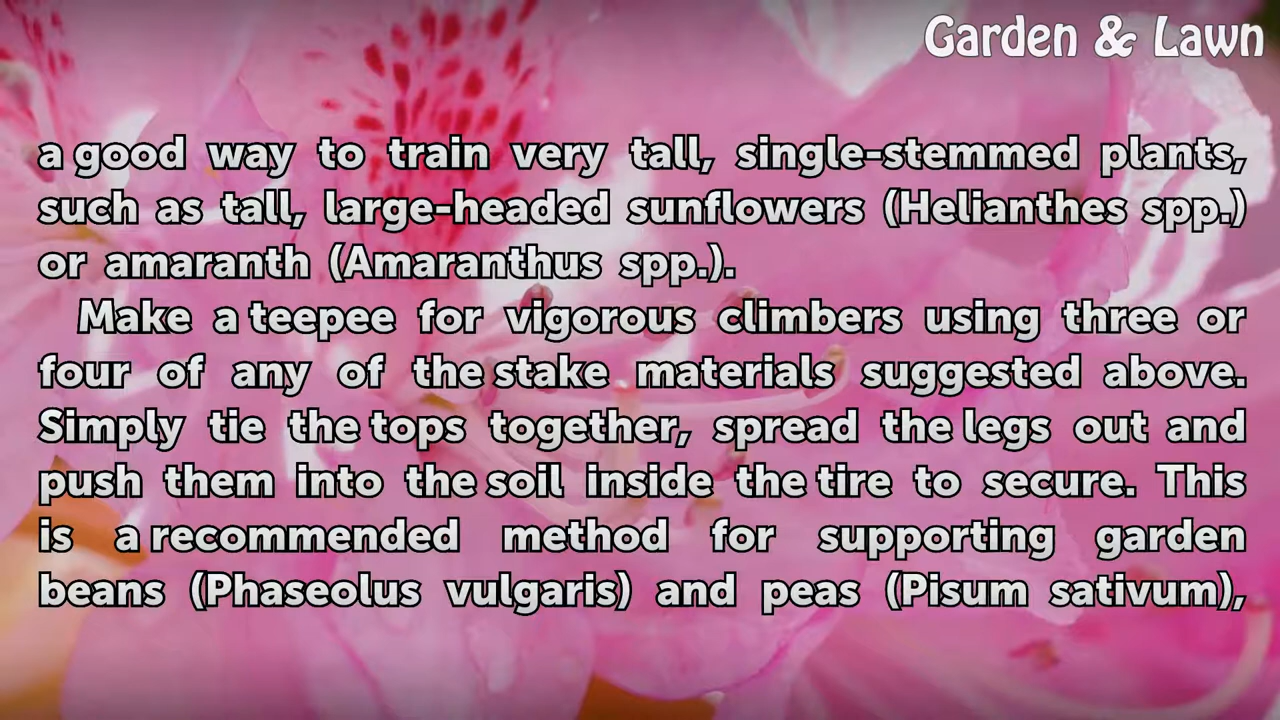 Garden & Lawn
a good way to train very tall, single-stemmed plants,
such as tall, large-headed sunflowers (Helianthes spp.)
or amaranth (Amaranthus spp.).
Make a teepee for vigorous climbers using three or
four of any of the stake materials suggested above.
Simply tie the tops together, spread the legs out and
push them into the soil inside the tire to secure. This
is a recommended method for supporting garden
beans (Phaseolus vulgaris) and peas (Pisum sativum),